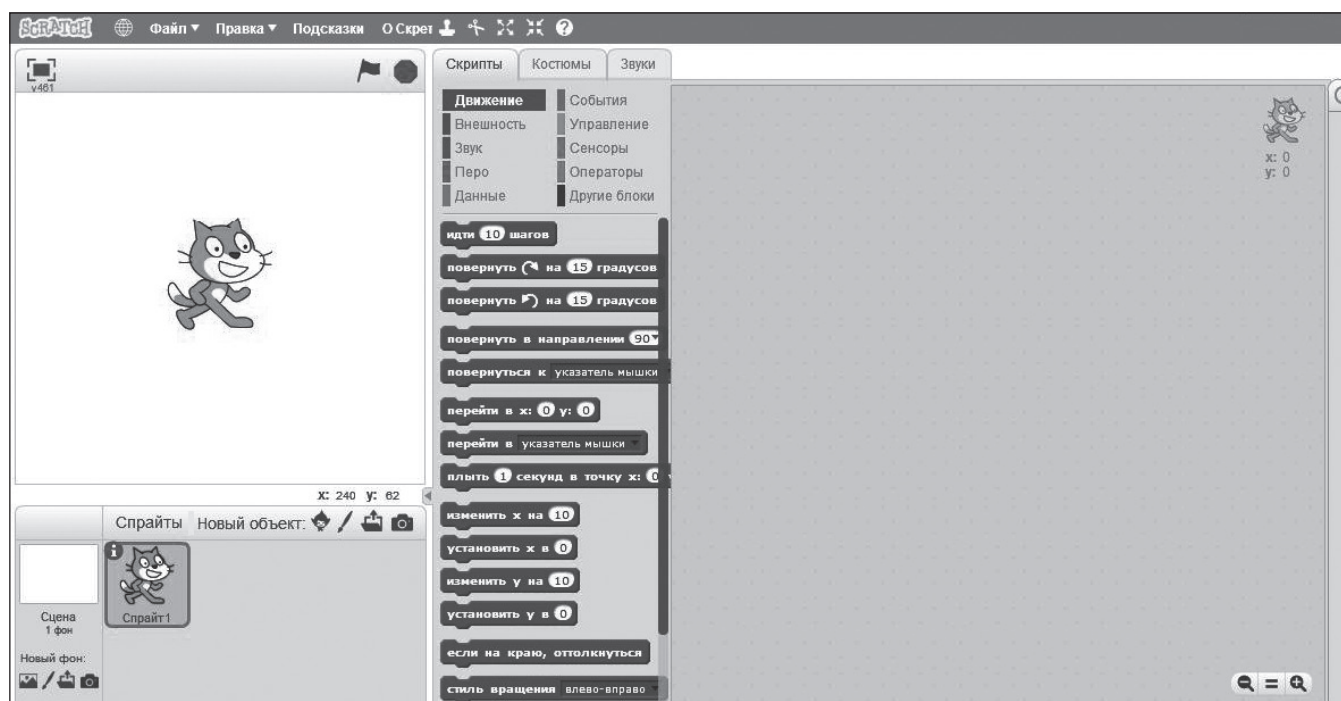 SCRATCH Файл ▼ Правка ▼ Подсказки О Скрет
v461
x: 240 y: 62
Спрайты Новый объект:
Сцена
1 фон
Новый фон:
Спрайт1
Скрипты Костюмы Звуки
Движение События
Внешность Управление
Звук Сенсоры
Перо Операторы
Данные Другие блоки
идти 10 шагов
повернуть на 15 градусов
повернуть на 15 градусов
повернуть в направлении 90▼
повернуться к указатель мышки
перейти в x: 0 y: 0
перейти в указатель мышки
плыть 1 секунд в точку x: 0
изменить x на 10
установить x в 0
изменить y на 10
установить y в 0
если на краю, оттолкнуться
стиль вращения влево-вправо
x: 0
y: 0